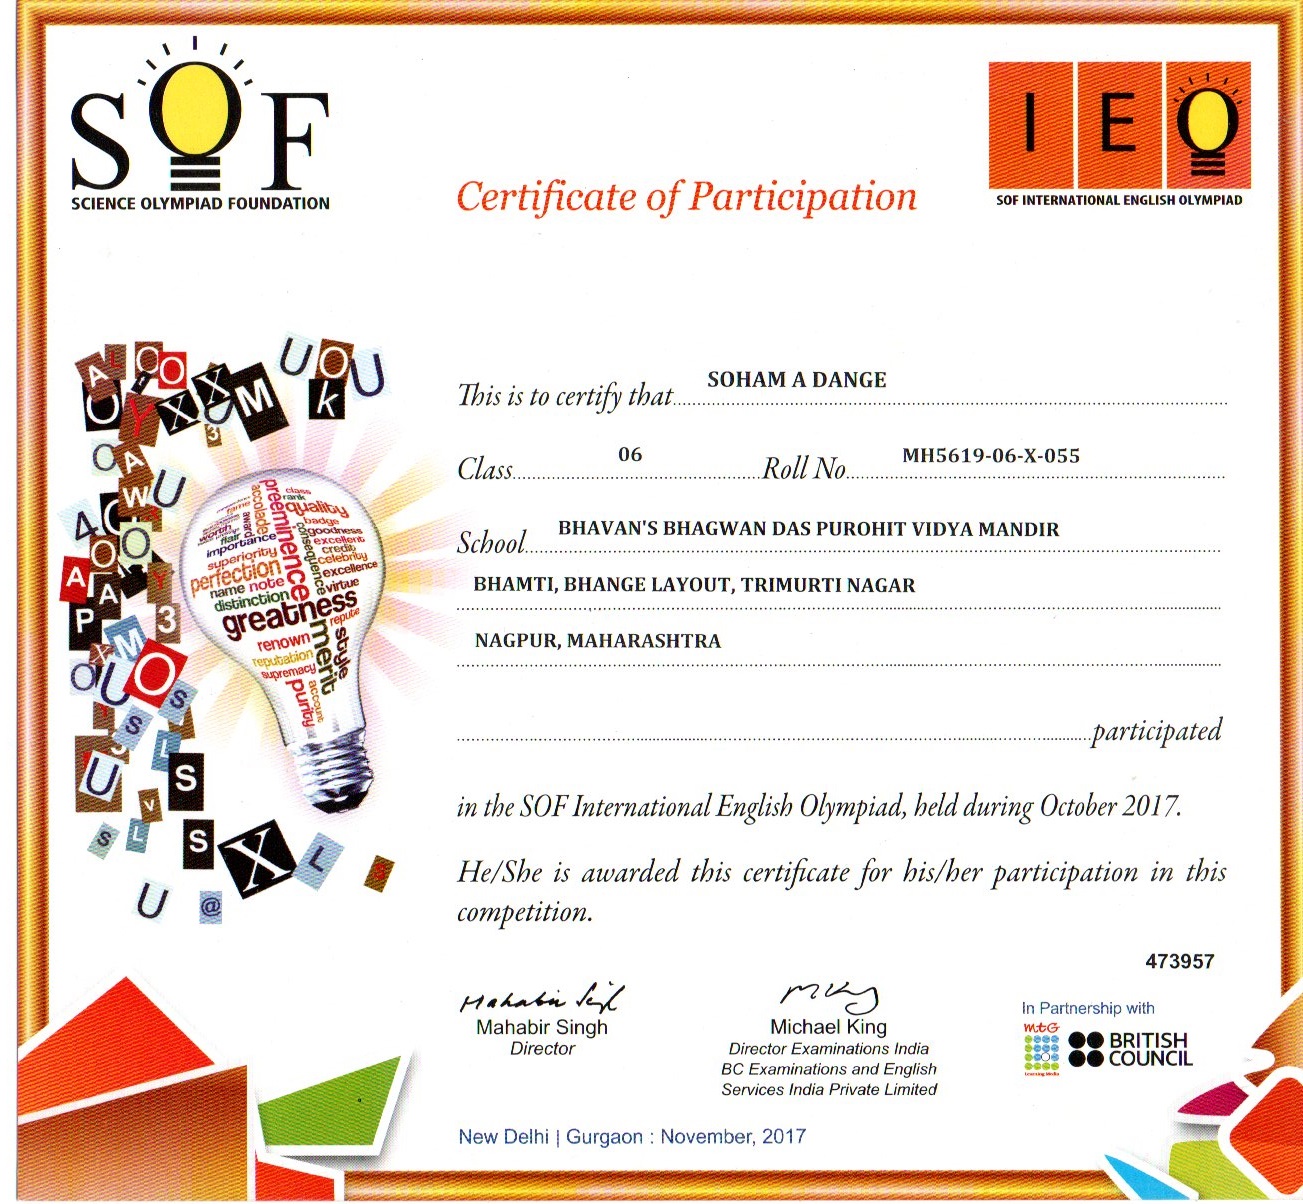 SOF
SCIENCE OLYMPIAD FOUNDATION
IEO
SOF INTERNATIONAL ENGLISH OLYMPIAD
Certificate of Participation
This is to certify that SOHAM A DANGE
Class 06 Roll No. MH5619-06-X-055
School BHAVAN'S BHAGWAN DAS PUROHIT VIDYA MANDIR
BHAMTI, BHANGE LAYOUT, TRIMURTI NAGAR
NAGPUR, MAHARASHTRA
participated
in the SOF International English Olympiad, held during October 2017.
He/She is awarded this certificate for his/her participation in this
competition.
class
rank
fame
accolade
preeminence
quality
badge
award
goodness
worth
flair
consequence
excellent
importance
credit
superiority
celebrity
perfection
excellence
name note
virtue
distinction
greatness
repute
renown
merit
style
reputation
supremacy
purity
account
473957
Mahabir Singh
Mahabir Singh
Director
MKing
Michael King
Director Examinations India
BC Examinations and English
Services India Private Limited
In Partnership with
MTG
Learning Media
BRITISH
COUNCIL
New Delhi | Gurgaon : November, 2017